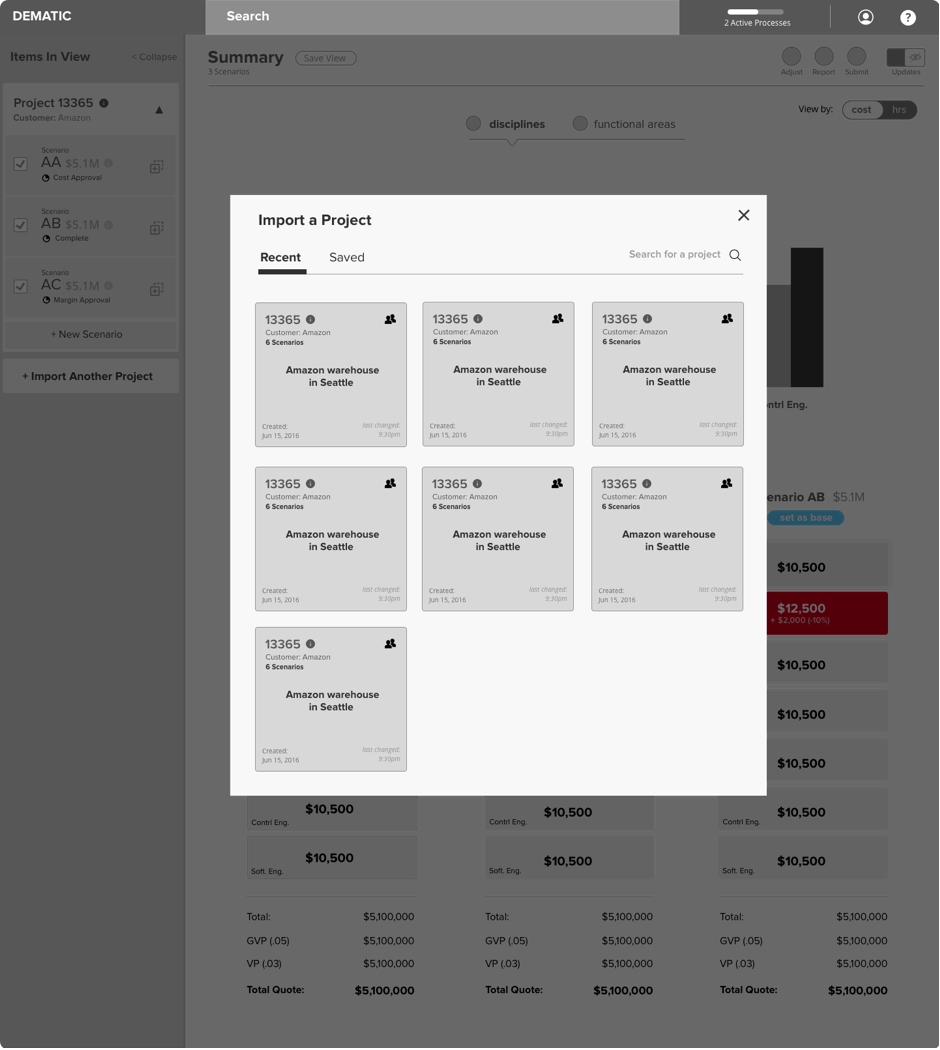 DEMATIC
Search
2 Active Processes
?
Items In View
< Collapse
Summary
Save View
3 Scenarios
Adjust
Report
Submit
Updates
Project 13365
Customer: Amazon
View by:
cost
hrs
disciplines
functional areas
Scenario
AA $5.1M
Cost Approval
Scenario
AB $5.1M
Complete
Scenario
AC $5.1M
Margin Approval
+ New Scenario
+ Import Another Project
Import a Project
Recent
Saved
Search for a project
13365
Customer: Amazon
6 Scenarios
Amazon warehouse
in Seattle
Created:
Jun 15, 2016
last changed:
9:30pm
13365
Customer: Amazon
6 Scenarios
Amazon warehouse
in Seattle
Created:
Jun 15, 2016
last changed:
9:30pm
13365
Customer: Amazon
6 Scenarios
Amazon warehouse
in Seattle
Created:
Jun 15, 2016
last changed:
9:30pm
13365
Customer: Amazon
6 Scenarios
Amazon warehouse
in Seattle
Created:
Jun 15, 2016
last changed:
9:30pm
13365
Customer: Amazon
6 Scenarios
Amazon warehouse
in Seattle
Created:
Jun 15, 2016
last changed:
9:30pm
13365
Customer: Amazon
6 Scenarios
Amazon warehouse
in Seattle
Created:
Jun 15, 2016
last changed:
9:30pm
13365
Customer: Amazon
6 Scenarios
Amazon warehouse
in Seattle
Created:
Jun 15, 2016
last changed:
9:30pm
ntrl Eng.
enario AB $5.1M
set as base
$10,500
$12,500
+ $2,000 (-10%)
$10,500
$10,500
$10,500
$10,500
Contrl Eng.
$10,500
Contrl Eng.
$10,500
Contrl Eng.
$10,500
Soft. Eng.
$10,500
Soft. Eng.
$10,500
Soft. Eng.
Total: $5,100,000
GVP (.05) $5,100,000
VP (.03) $5,100,000
Total Quote: $5,100,000
Total: $5,100,000
GVP (.05) $5,100,000
VP (.03) $5,100,000
Total Quote: $5,100,000
Total: $5,100,000
GVP (.05) $5,100,000
VP (.03) $5,100,000
Total Quote: $5,100,000